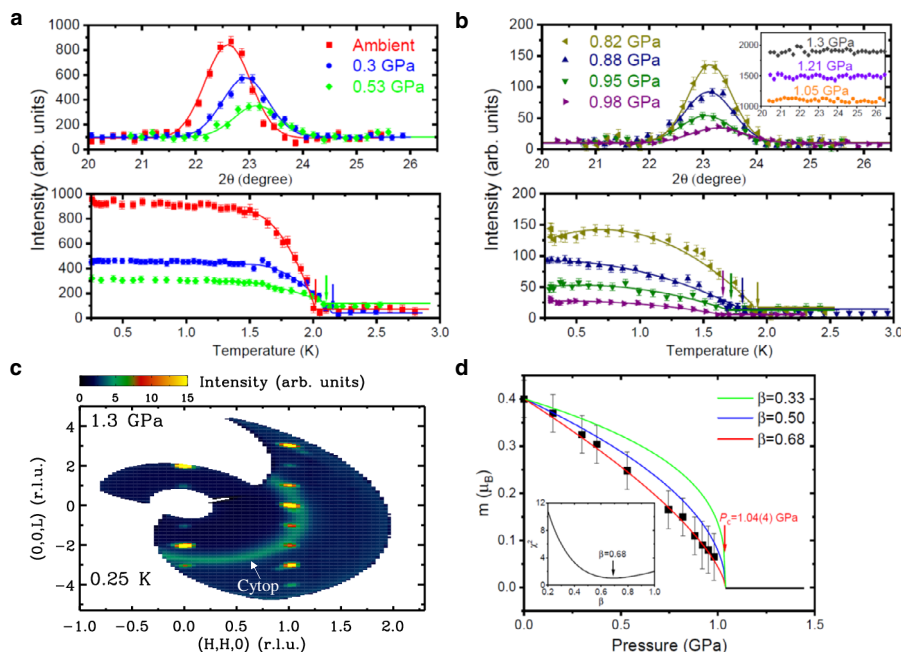 a
Intensity (arb. units)
1000
800
600
400
200
0
Ambient
0.3 GPa
0.53 GPa
20 21 22 23 24 25 26
2θ (degree)
1000
800
600
400
200
0
0.5 1.0 1.5 2.0 2.5 3.0
Temperature (K)
b
Intensity (arb. units)
200
150
100
50
0
0.82 GPa
0.88 GPa
0.95 GPa
0.98 GPa
2000
1500
1000
1.3 GPa
1.21 GPa
1.05 GPa
20 21 22 23 24 25 26
20 21 22 23 24 25 26
2θ (degree)
200
150
100
50
0
0.5 1.0 1.5 2.0 2.5 3.0
Temperature (K)
c
Intensity (arb. units)
0 5 10 15
1.3 GPa
(0,0,L) (r.l.u.)
4
2
0
−2
−4
0.25 K
Cytop
−1.0 −0.5 0.0 0.5 1.0 1.5 2.0
(H,H,0) (r.l.u.)
d
m (μB)
0.4
0.3
0.2
0.1
0.0
β=0.33
β=0.50
β=0.68
Pc=1.04(4) GPa
χ2
12
6
0
β=0.68
0.2 0.4 0.6 0.8 1.0
β
0.0 0.4 0.8 1.2
Pressure (GPa)